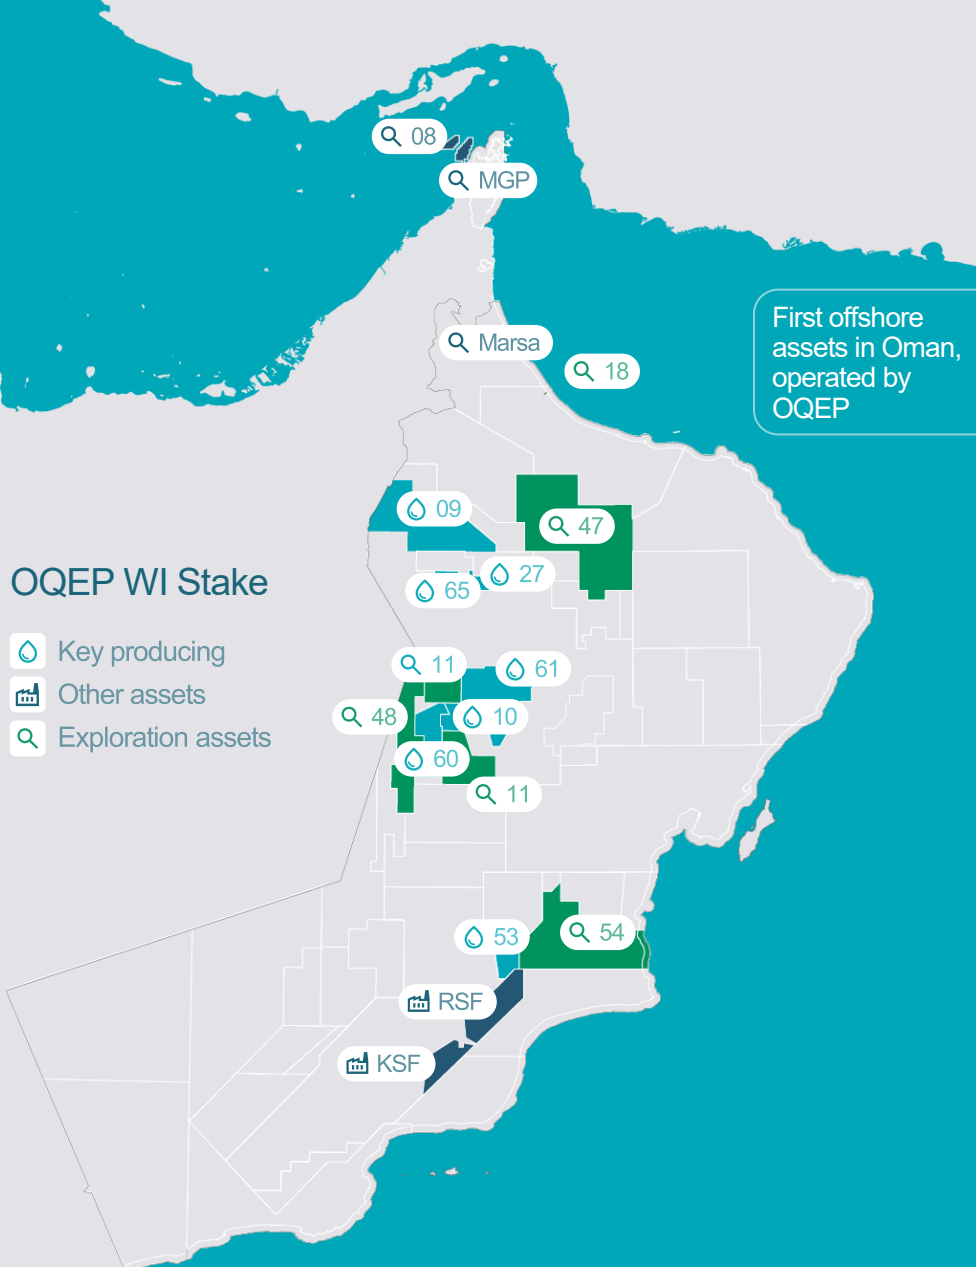 08
MGP
First offshore
assets in Oman,
operated by
OQEP
Marsa
18
09
47
27
65
OQEP WI Stake
Key producing
Other assets
Exploration assets
11
61
48
10
60
11
54
53
RSF
KSF